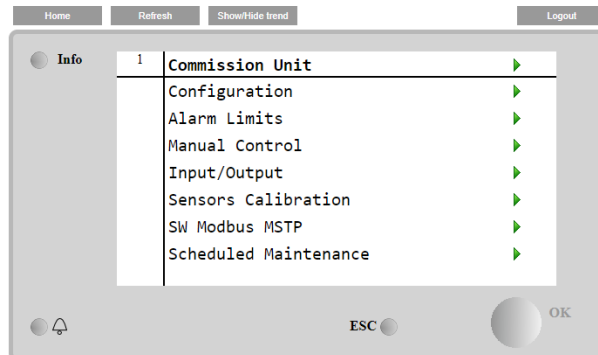 Home Refresh Show/Hide trend Logout
Info
1 Commission Unit
Configuration
Alarm Limits
Manual Control
Input/Output
Sensors Calibration
SW Modbus MSTP
Scheduled Maintenance
ESC OK